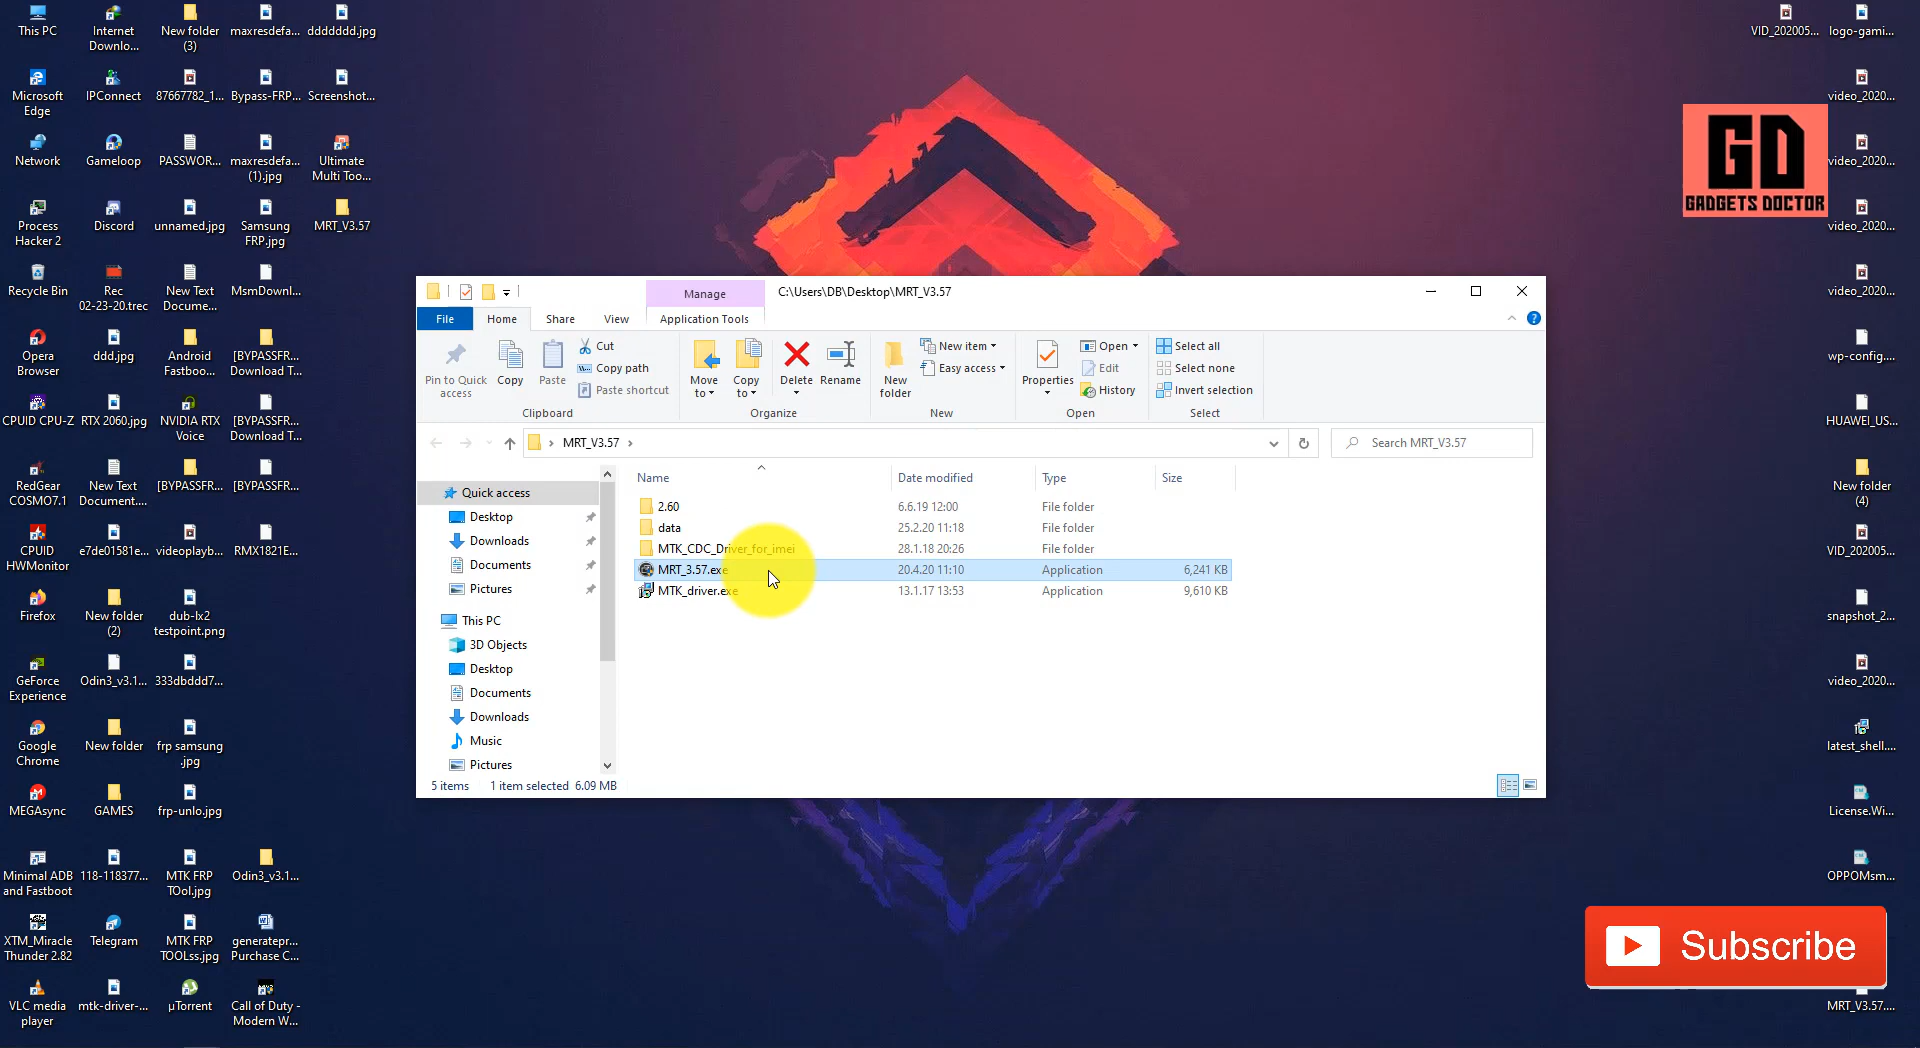 This PC
Internet
Downlo...
New folder
(3)
maxresdefa...
ddddddd.jpg
Microsoft
Edge
IPConnect
87667782_1...
Bypass-FRP...
Screenshot...
Network
Gameloop
PASSWOR...
maxresdefa...
(1).jpg
Ultimate
Multi Too...
Process
Hacker 2
Discord
unnamed.jpg
Samsung
FRP.jpg
MRT_V3.57
Recycle Bin
Rec
02-23-20.trec
New Text
Docume...
MsmDownl...
Opera
Browser
ddd.jpg
Android
Fastboo...
[BYPASSFR...
Download T...
CPUID CPU-Z
RTX 2060.jpg
NVIDIA RTX
Voice
[BYPASSFR...
Download T...
RedGear
COSMO7.1
New Text
Document....
[BYPASSFR...
[BYPASSFR...
CPUID
HWMonitor
e7de01581e...
videoplayb...
RMX1821E...
Firefox
New folder
(2)
dub-lx2
testpoint.png
GeForce
Experience
Odin3_v3.1...
333dbddd7...
Google
Chrome
New folder
frp samsung
.jpg
MEGAsync
GAMES
frp-unlo.jpg
Minimal ADB
and Fastboot
118-118377...
MTK FRP
TOol.jpg
Odin3_v3.1...
XTM_Miracle
Thunder 2.82
Telegram
MTK FRP
TOOLss.jpg
generatepr...
Purchase C...
VLC media
player
mtk-driver-...
µTorrent
Call of Duty -
Modern W...
Manage
C:\Users\DB\Desktop\MRT_V3.57
File
Home
Share
View
Application Tools
Pin to Quick
access
Copy
Paste
Cut
Copy path
Paste shortcut
Clipboard
Move
to
Copy
to
Delete
Rename
Organize
New
folder
New item
Easy access
New
Properties
Open
Edit
History
Open
Select all
Select none
Invert selection
Select
MRT_V3.57
Search MRT_V3.57
Quick access
Desktop
Downloads
Documents
Pictures
This PC
3D Objects
Desktop
Documents
Downloads
Music
Pictures
Name Date modified Type Size
2.60 6.6.19 12:00 File folder
data 25.2.20 11:18 File folder
MTK_CDC_Driver_for_imei 28.1.18 20:26 File folder
MRT_3.57.exe 20.4.20 11:10 Application 6,241 KB
MTK_driver.exe 13.1.17 13:53 Application 9,610 KB
5 items 1 item selected 6.09 MB
VID_202005...
logo-gami...
video_2020...
GD
GADGETS DOCTOR
video_2020...
video_2020...
video_2020...
wp-config....
HUAWEI_US...
New folder
(4)
VID_202005...
snapshot_2...
video_2020...
latest_shell....
License.Wi...
OPPOMsm...
Subscribe
MRT_V3.57....